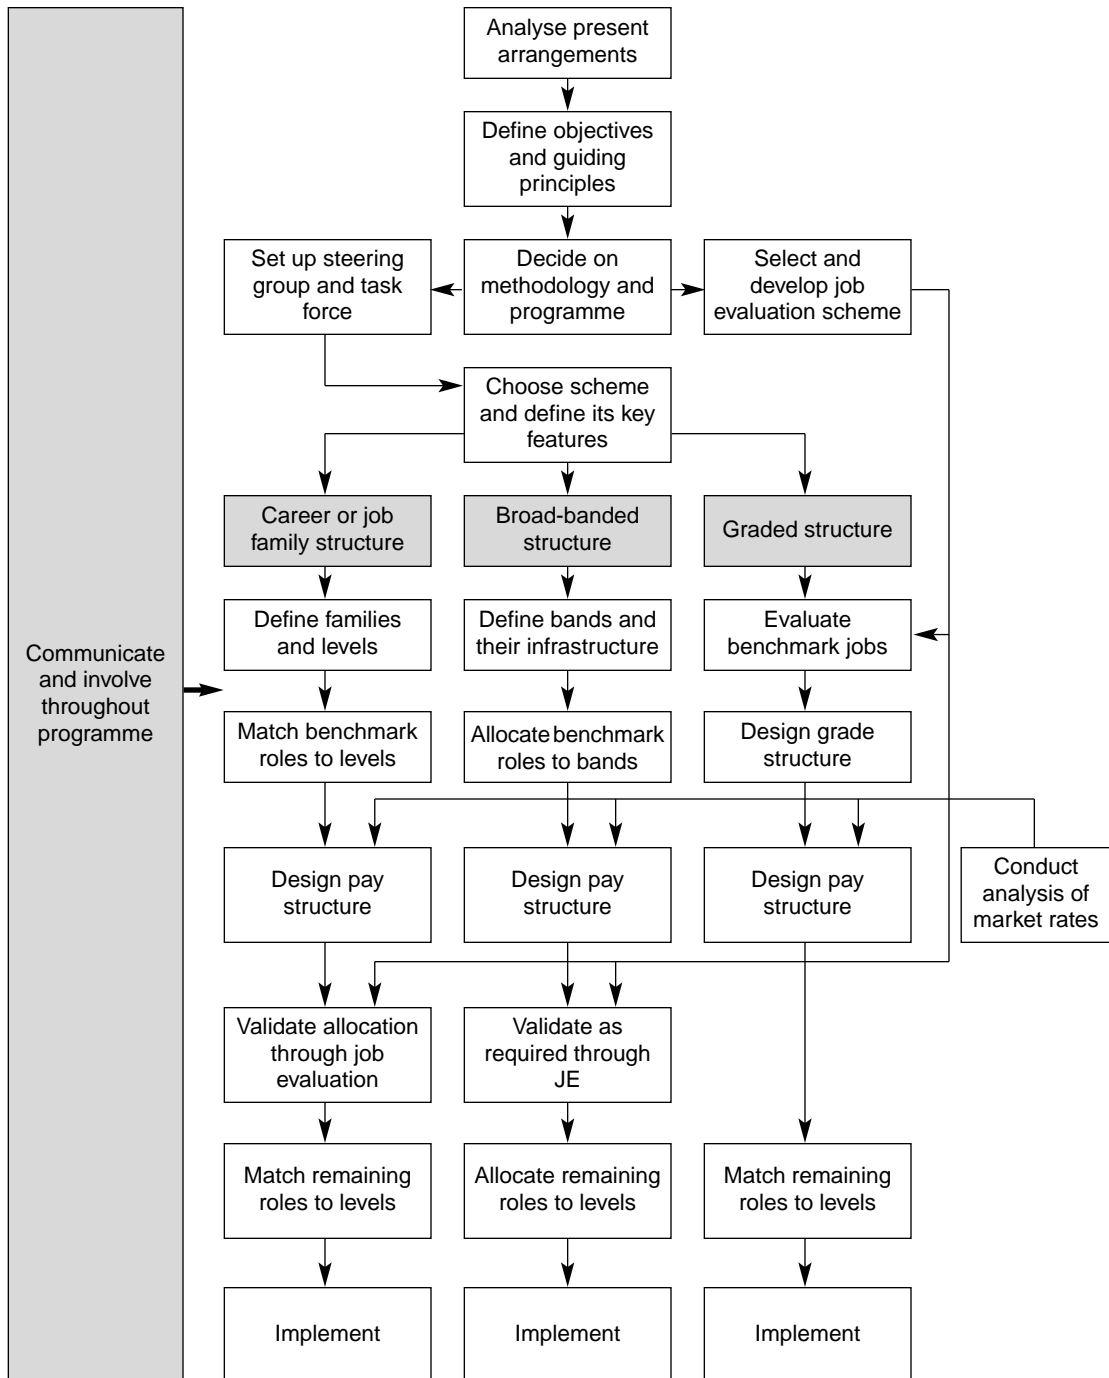 Analyse present
arrangements
Define objectives
and guiding
principles
Set up steering
group and task
force
Decide on
methodology and
programme
Select and
develop job
evaluation scheme
Choose scheme
and define its key
features
Career or job
family structure
Broad-banded
structure
Graded structure
Define families
and levels
Define bands and
their infrastructure
Evaluate
benchmark jobs
Communicate
and involve
throughout
programme
Match benchmark
roles to levels
Allocate benchmark
roles to bands
Design grade
structure
Design pay
structure
Design pay
structure
Design pay
structure
Conduct
analysis of
market rates
Validate allocation
through job
evaluation
Validate as
required through
JE
Match remaining
roles to levels
Allocate remaining
roles to levels
Match remaining
roles to levels
Implement
Implement
Implement